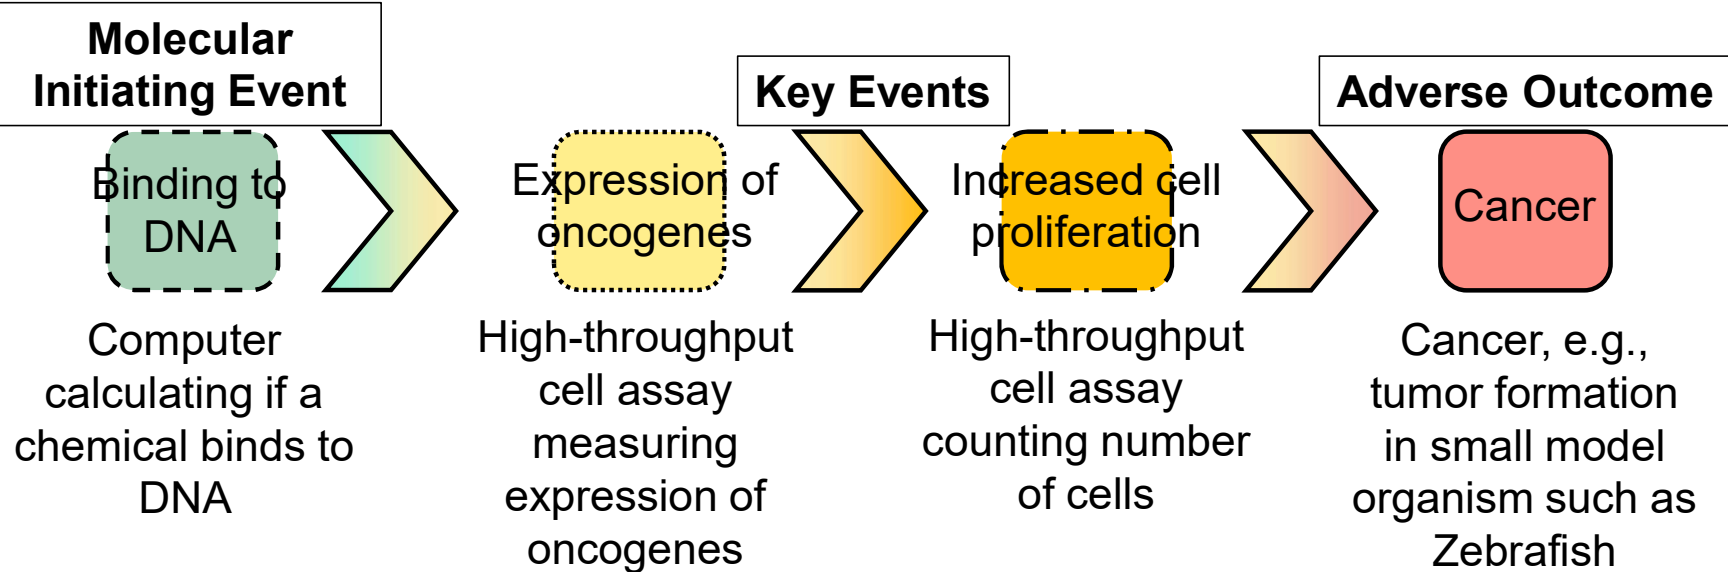 Molecular
Initiating Event
Key Events
Adverse Outcome
Binding to
DNA
Expression of
oncogenes
Increased cell
proliferation
Cancer
Computer
calculating if a
chemical binds to
DNA
High-throughput
cell assay
measuring
expression of
oncogenes
High-throughput
cell assay
counting number
of cells
Cancer, e.g.,
tumor formation
in small model
organism such as
Zebrafish